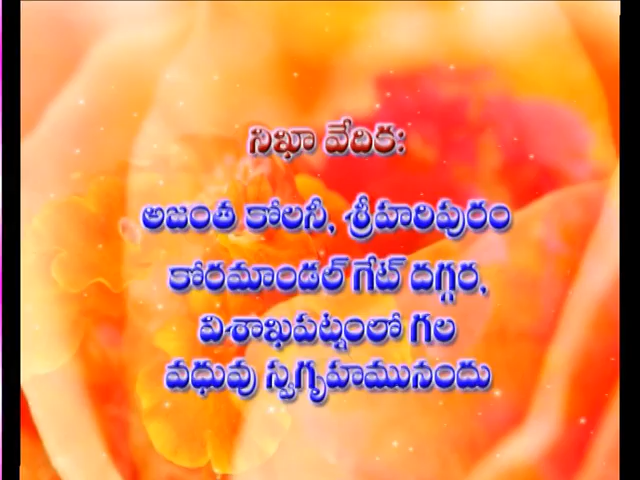 నిఖా వేదిక:
అజంత కోలనీ, శ్రీహరిపురం
కోరమాండల్ గేట్ దగ్గర,
విశాఖపట్నంలో గల
వధువు స్వగృహమునందు